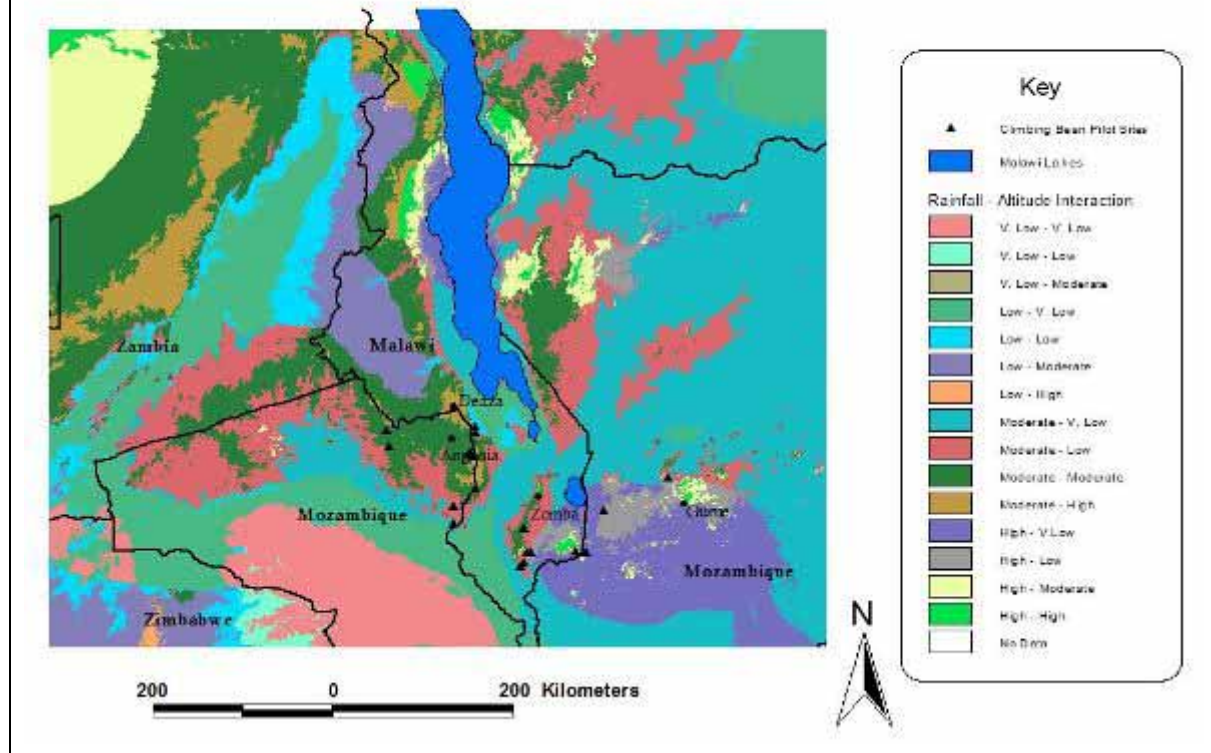 Key
Climbing Bean Pilot Sites
Malawi Lakes
Rainfall - Altitude Interaction
V. Low - V. Low
V. Low - Low
V. Low - Moderate
Low - V. Low
Low - Low
Low - Moderate
Low - High
Moderate - V. Low
Moderate - Low
Moderate - Moderate
Moderate - High
High - V.Low
High - Low
High - Moderate
High - High
No Data
Zambia
Malawi
Dedza
Angonia
Mozambique
Zomba
Gurue
Mozambique
Zimbabwe
N
200 0 200 Kilometers